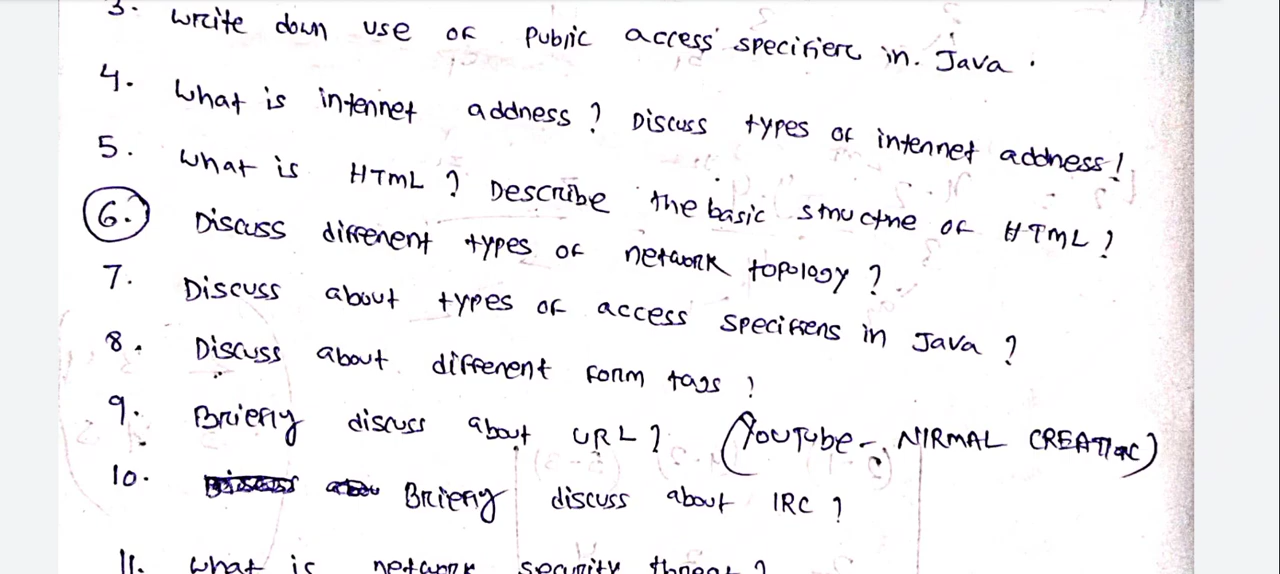 3. Write down use of public access specifier in. Java.
4. What is internet address? Discuss types of internet address!
5. What is HTML? Describe the basic structne of HTML?
6. Discuss different types of network topology?
7. Discuss about types of access specifiers in Java?
8. Discuss about different form tags?
9. Briefly discuss about URL? (YouTube - NIRMAL CREATION)
10. Briefly discuss about IRC?
11. What is network security threat?